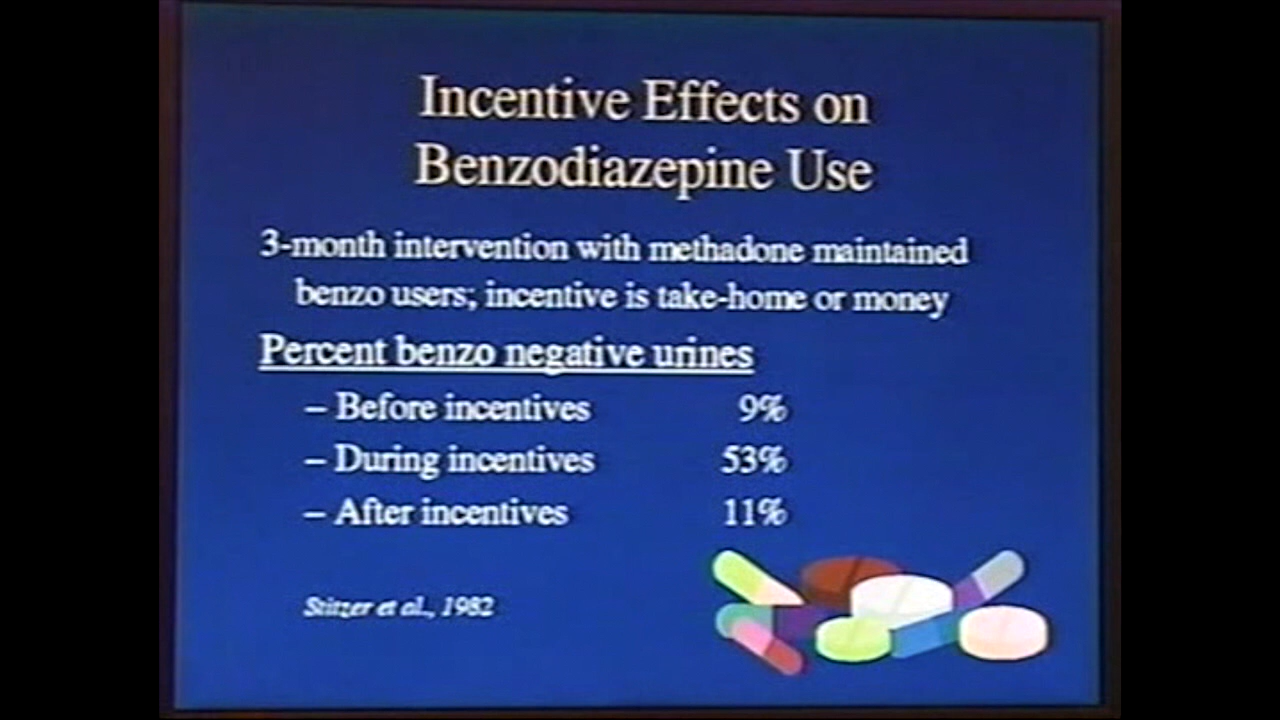 Incentive Effects on
Benzodiazepine Use
3-month intervention with methadone maintained
benzo users; incentive is take-home or money
Percent benzo negative urines
– Before incentives 9%
– During incentives 53%
– After incentives 11%
Stitzer et al., 1982